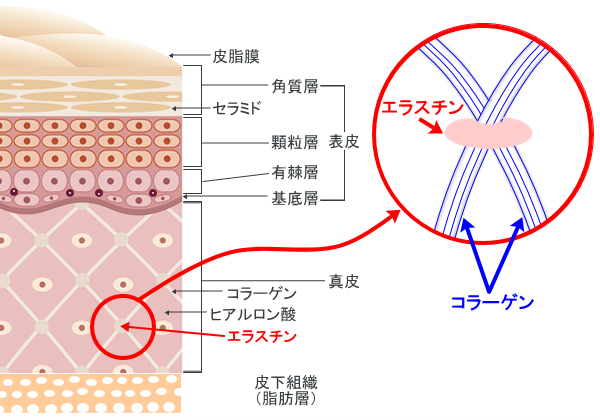 皮脂膜
角質層
セラミド
顆粒層
表皮
有棘層
基底層
真皮
コラーゲン
ヒアルロン酸
エラスチン
皮下組織
（脂肪層）
エラスチン
コラーゲン